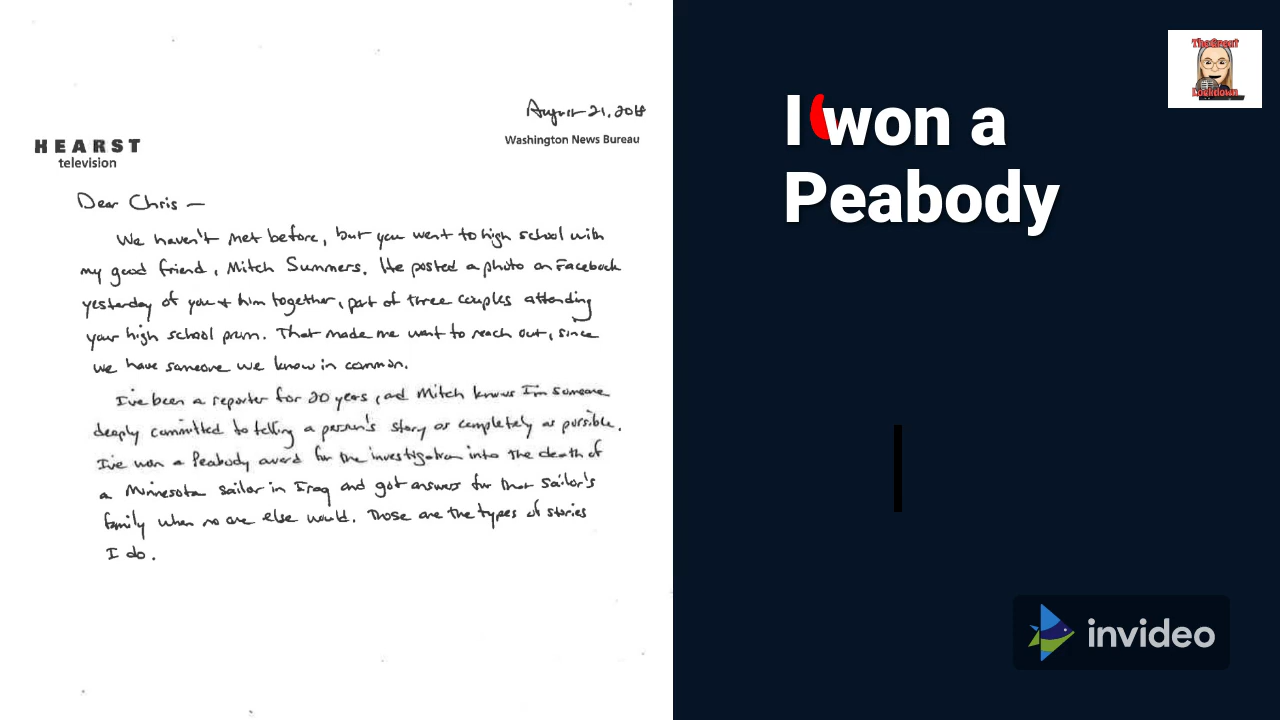 August 21, 2018
HEARST
television
Washington News Bureau
Dear Chris —
We haven't met before, but you went to high school with
my good friend, Mitch Summers. He posted a photo on Facebook
yesterday of you + him together, part of three couples attending
your high school prom. That made me want to reach out, since
we have someone we know in common.
I've been a reporter for 20 years, and Mitch knows I'm someone
deeply committed to telling a person's story as completely as possible.
I've won a Peabody award for the investigation into the death of
a Minnesota sailor in Iraq and got answers for that sailor's
family when no one else would. Those are the types of stories
I do.
I won a
Peabody
The Great
Lockdown
invideo